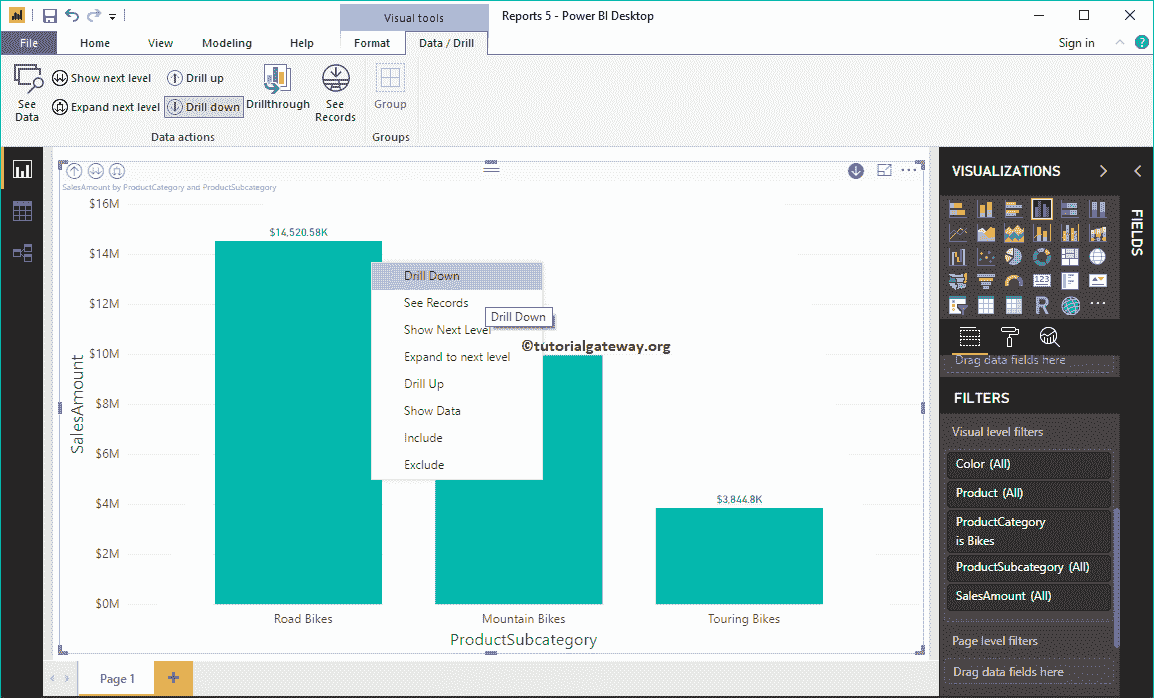 Visual tools
Reports 5 - Power BI Desktop
File
Home
View
Modeling
Help
Format
Data / Drill
Sign in
?
See
Data
Show next level
Expand next level
Drill up
Drill down
Drillthrough
See
Records
Group
Data actions
Groups
SalesAmount by ProductCategory and ProductSubcategory
SalesAmount
$16M
$14M
$12M
$10M
$8M
$6M
$4M
$2M
$0M
$14,520.58K
$3,844.8K
Drill Down
See Records
Show Next Level
Expand to next level
Drill Up
Show Data
Include
Exclude
Drill Down
©tutorialgateway.org
Road Bikes
Mountain Bikes
Touring Bikes
ProductSubcategory
VISUALIZATIONS
FIELDS
123
R
Drag data fields here
FILTERS
Visual level filters
Color (All)
Product (All)
ProductCategory
is Bikes
ProductSubcategory (All)
SalesAmount (All)
Page level filters
Drag data fields here
Page 1
+